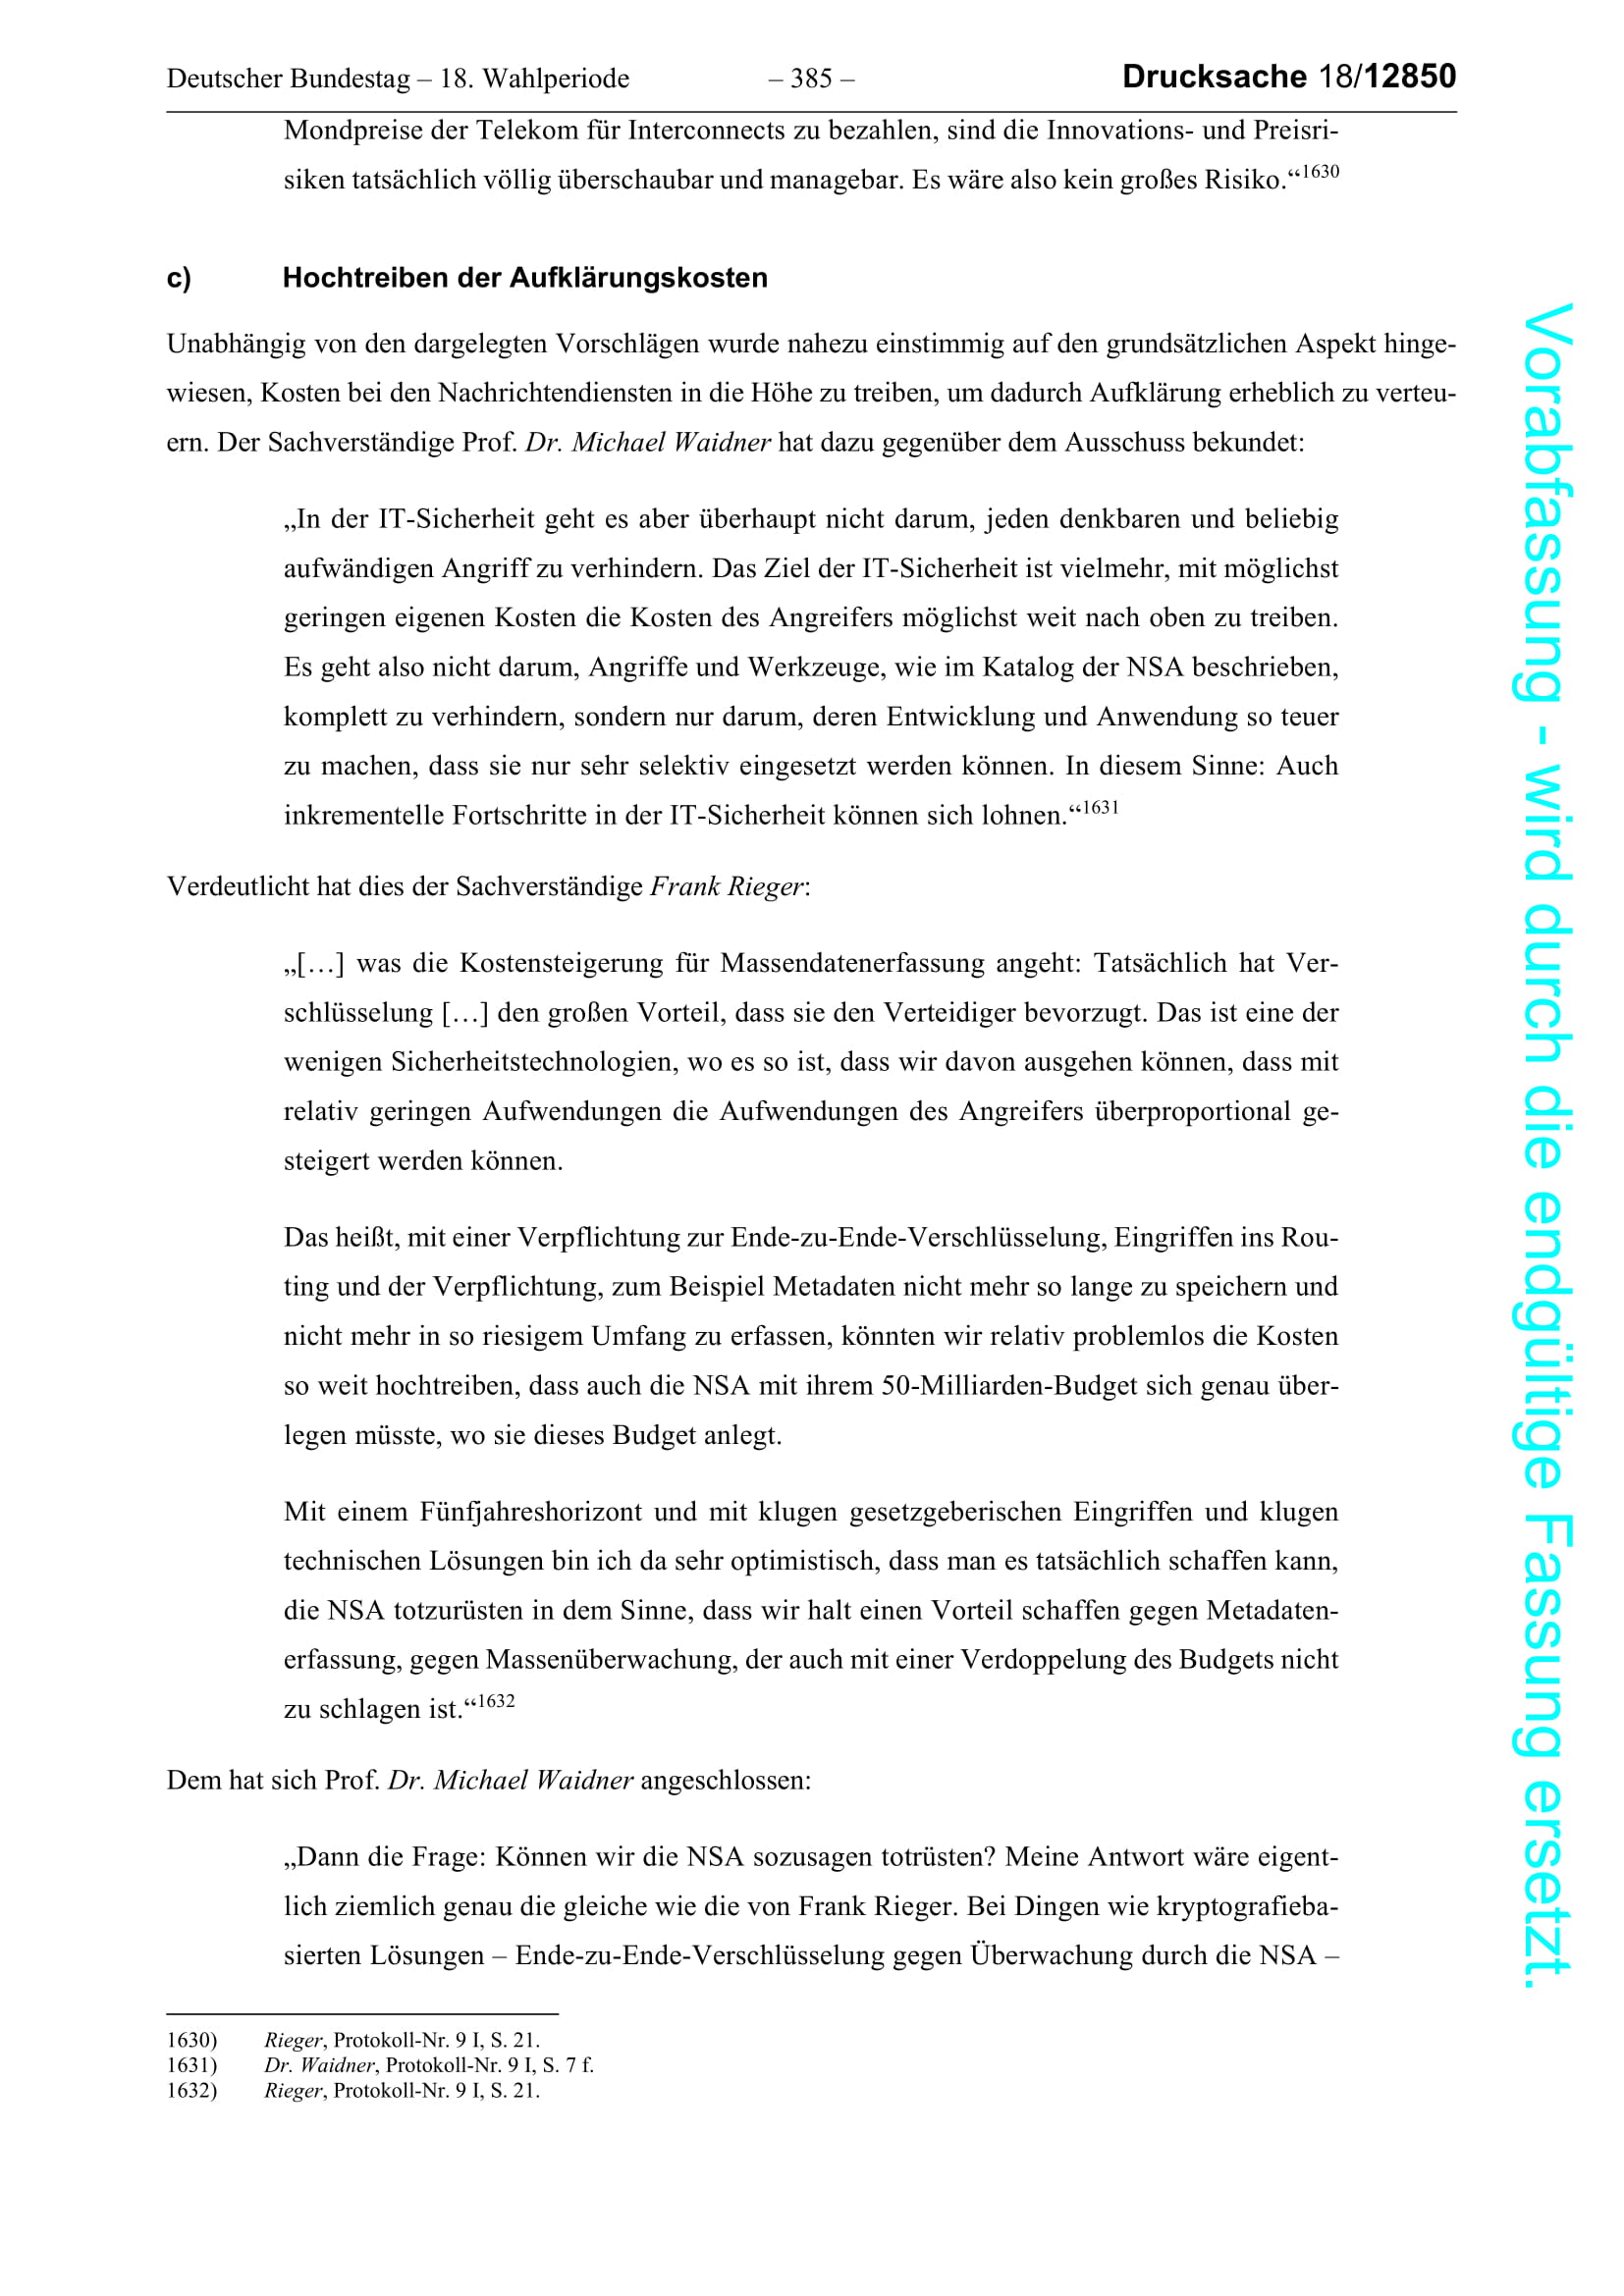 Deutscher Bundestag – 18. Wahlperiode – 385 – Drucksache 18/12850
Mondpreise der Telekom für Interconnects zu bezahlen, sind die Innovations- und Preisri-
siken tatsächlich völlig überschaubar und managebar. Es wäre also kein großes Risiko.“1630
c) Hochtreiben der Aufklärungskosten
Unabhängig von den dargelegten Vorschlägen wurde nahezu einstimmig auf den grundsätzlichen Aspekt hinge-
wiesen, Kosten bei den Nachrichtendiensten in die Höhe zu treiben, um dadurch Aufklärung erheblich zu verteu-
ern. Der Sachverständige Prof. Dr. Michael Waidner hat dazu gegenüber dem Ausschuss bekundet:
„In der IT-Sicherheit geht es aber überhaupt nicht darum, jeden denkbaren und beliebig
aufwändigen Angriff zu verhindern. Das Ziel der IT-Sicherheit ist vielmehr, mit möglichst
geringen eigenen Kosten die Kosten des Angreifers möglichst weit nach oben zu treiben.
Es geht also nicht darum, Angriffe und Werkzeuge, wie im Katalog der NSA beschrieben,
komplett zu verhindern, sondern nur darum, deren Entwicklung und Anwendung so teuer
zu machen, dass sie nur sehr selektiv eingesetzt werden können. In diesem Sinne: Auch
inkrementelle Fortschritte in der IT-Sicherheit können sich lohnen.“1631
Verdeutlicht hat dies der Sachverständige Frank Rieger:
„[…] was die Kostensteigerung für Massendatenerfassung angeht: Tatsächlich hat Ver-
schlüsselung […] den großen Vorteil, dass sie den Verteidiger bevorzugt. Das ist eine der
wenigen Sicherheitstechnologien, wo es so ist, dass wir davon ausgehen können, dass mit
relativ geringen Aufwendungen die Aufwendungen des Angreifers überproportional ge-
steigert werden können.
Das heißt, mit einer Verpflichtung zur Ende-zu-Ende-Verschlüsselung, Eingriffen ins Rou-
ting und der Verpflichtung, zum Beispiel Metadaten nicht mehr so lange zu speichern und
nicht mehr in so riesigem Umfang zu erfassen, könnten wir relativ problemlos die Kosten
so weit hochtreiben, dass auch die NSA mit ihrem 50-Milliarden-Budget sich genau über-
legen müsste, wo sie dieses Budget anlegt.
Mit einem Fünfjahreshorizont und mit klugen gesetzgeberischen Eingriffen und klugen
technischen Lösungen bin ich da sehr optimistisch, dass man es tatsächlich schaffen kann,
die NSA totzurüsten in dem Sinne, dass wir halt einen Vorteil schaffen gegen Metadaten-
erfassung, gegen Massenüberwachung, der auch mit einer Verdoppelung des Budgets nicht
zu schlagen ist.“1632
Dem hat sich Prof. Dr. Michael Waidner angeschlossen:
„Dann die Frage: Können wir die NSA sozusagen totrüsten? Meine Antwort wäre eigent-
lich ziemlich genau die gleiche wie die von Frank Rieger. Bei Dingen wie kryptografieba-
sierten Lösungen – Ende-zu-Ende-Verschlüsselung gegen Überwachung durch die NSA –
1630) Rieger, Protokoll-Nr. 9 I, S. 21.
1631) Dr. Waidner, Protokoll-Nr. 9 I, S. 7 f.
1632) Rieger, Protokoll-Nr. 9 I, S. 21.
Vorabfassung - wird durch die endgültige Fassung ersetzt.